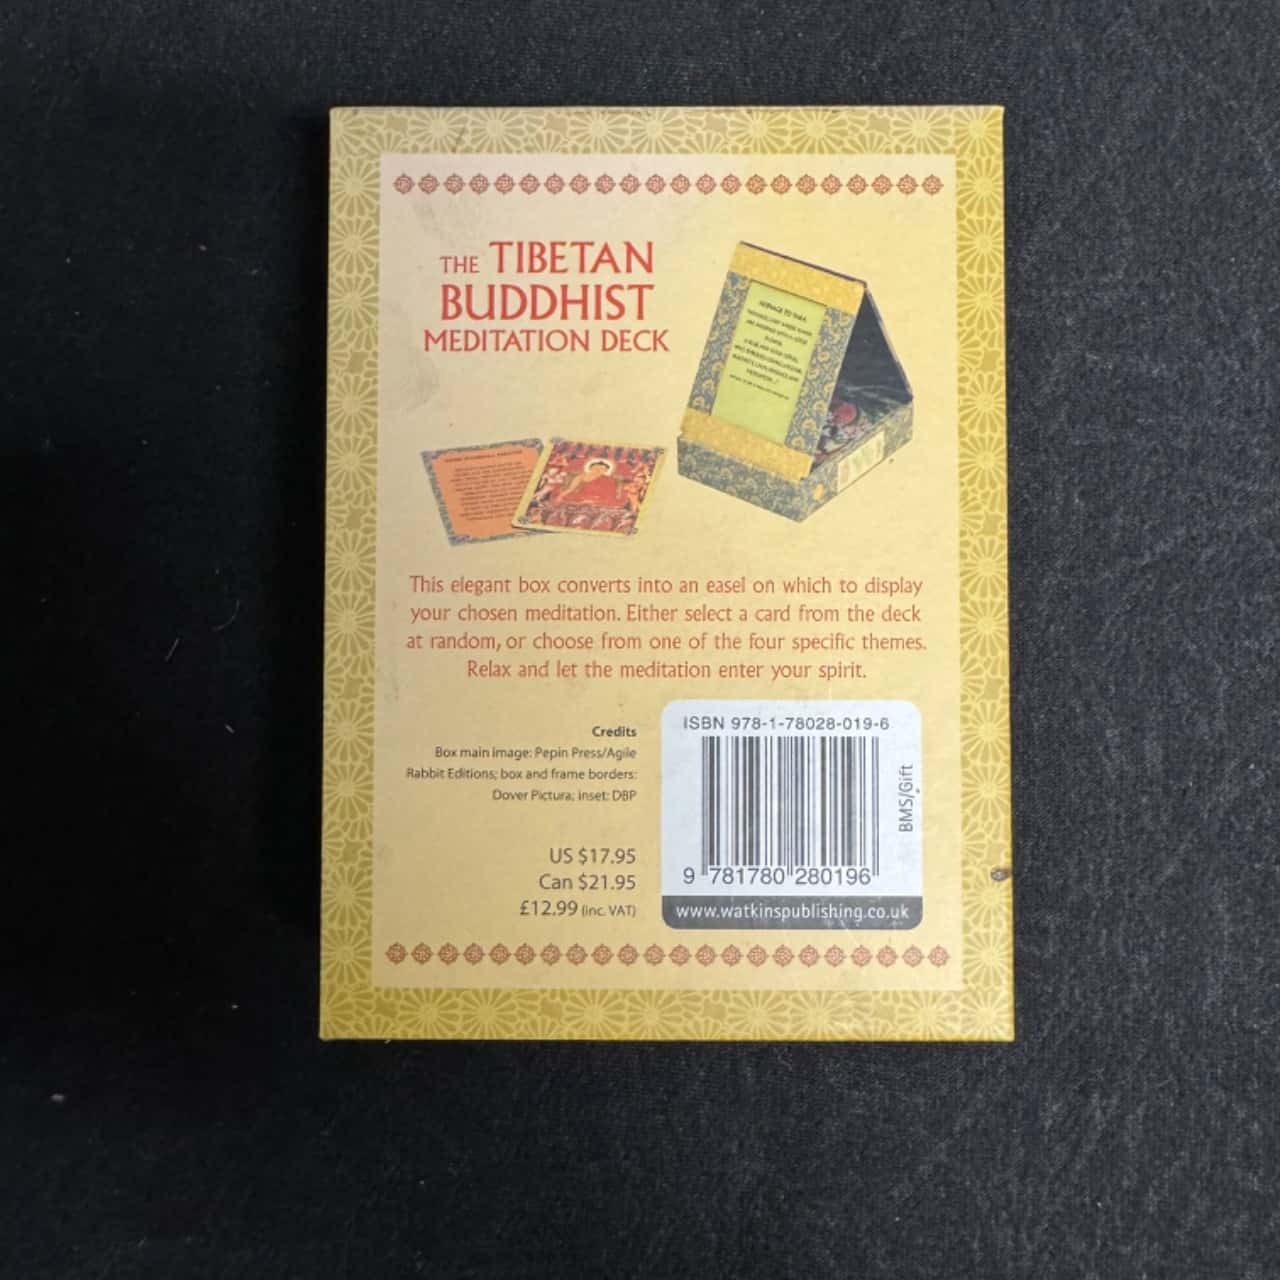 THE TIBETAN
BUDDHIST
MEDITATION DECK
HOMAGE TO TARA
This elegant box converts into an easel on which to display
your chosen meditation. Either select a card from the deck
at random, or choose from one of the four specific themes.
Relax and let the meditation enter your spirit.
Credits
Box main image: Pepin Press/Agile
Rabbit Editions; box and frame borders:
Dover Pictura; inset: DBP
US $17.95
Can $21.95
£12.99 (inc. VAT)
ISBN 978-1-78028-019-6
BMS/Gift
9 781780 280196
www.watkinspublishing.co.uk